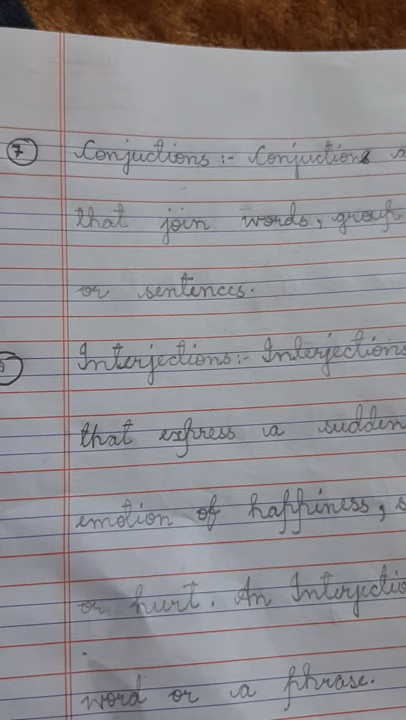 7 Conjuctions :- Conjuctions a
that join words, group
or sentences.
Interjections:- Interjections
that express a sudden
emotion of happiness, s
or hurt. An Interjectio
word or a phrase.